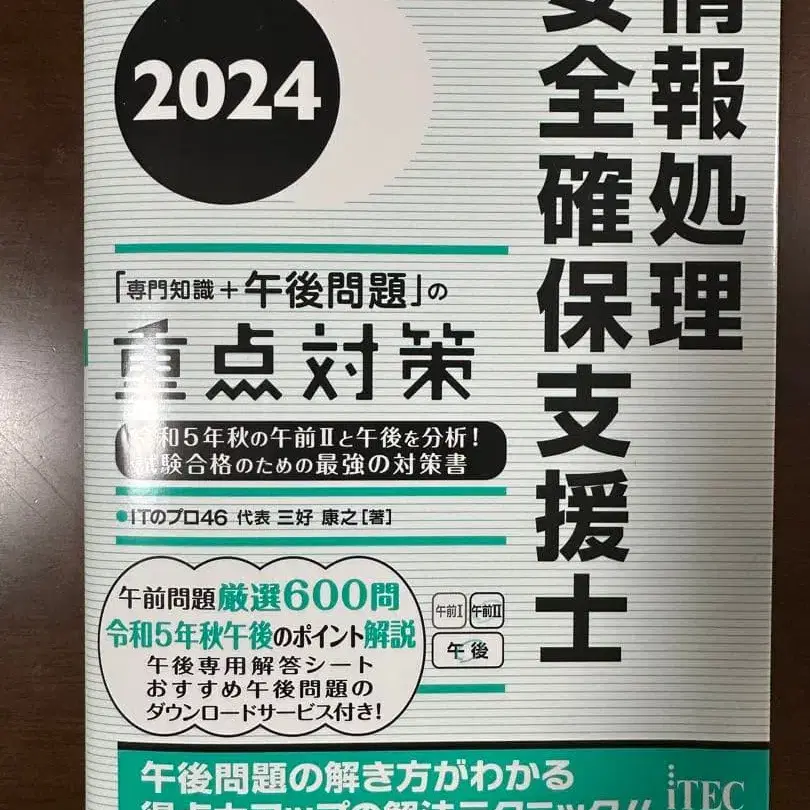 2024
情報処理
安全確保支援士
「専門知識+午後問題」の
重点対策
令和5年秋の午前Ⅱと午後を分析!
試験合格のための最強の対策書
●ITのプロ46 代表 三好 康之[著]
午前問題厳選600問
令和5年秋午後のポイント解説
午後専用解答シート
おすすめ午後問題の
ダウンロードサービス付き!
午前Ⅰ 午前Ⅱ
午後
午後問題の解き方がわかる
iTEC